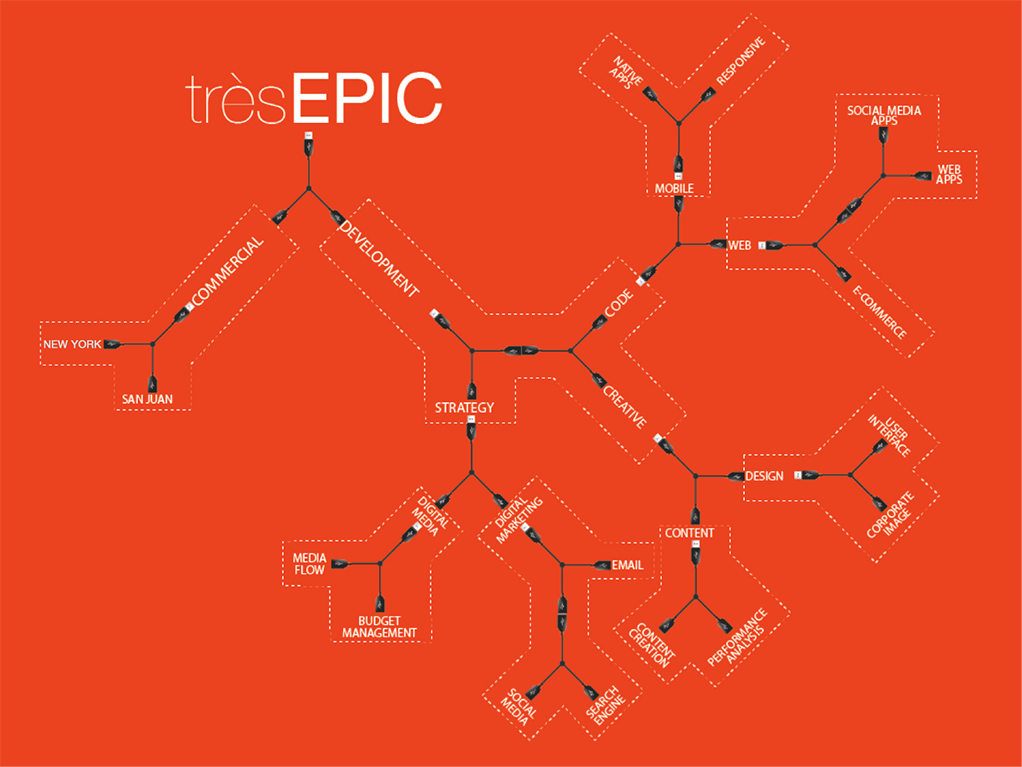 trèsEPIC
COMMERCIAL
NEW YORK
SAN JUAN
DEVELOPMENT
STRATEGY
DIGITAL
MEDIA
MEDIA
FLOW
BUDGET
MANAGEMENT
DIGITAL
MARKETING
EMAIL
SOCIAL
MEDIA
SEARCH
ENGINE
CODE
MOBILE
NATIVE
APPS
RESPONSIVE
WEB
SOCIAL MEDIA
APPS
WEB
APPS
E-COMMERCE
CREATIVE
DESIGN
USER
INTERFACE
CORPORATE
IMAGE
CONTENT
CONTENT
CREATION
PERFORMANCE
ANALYSIS